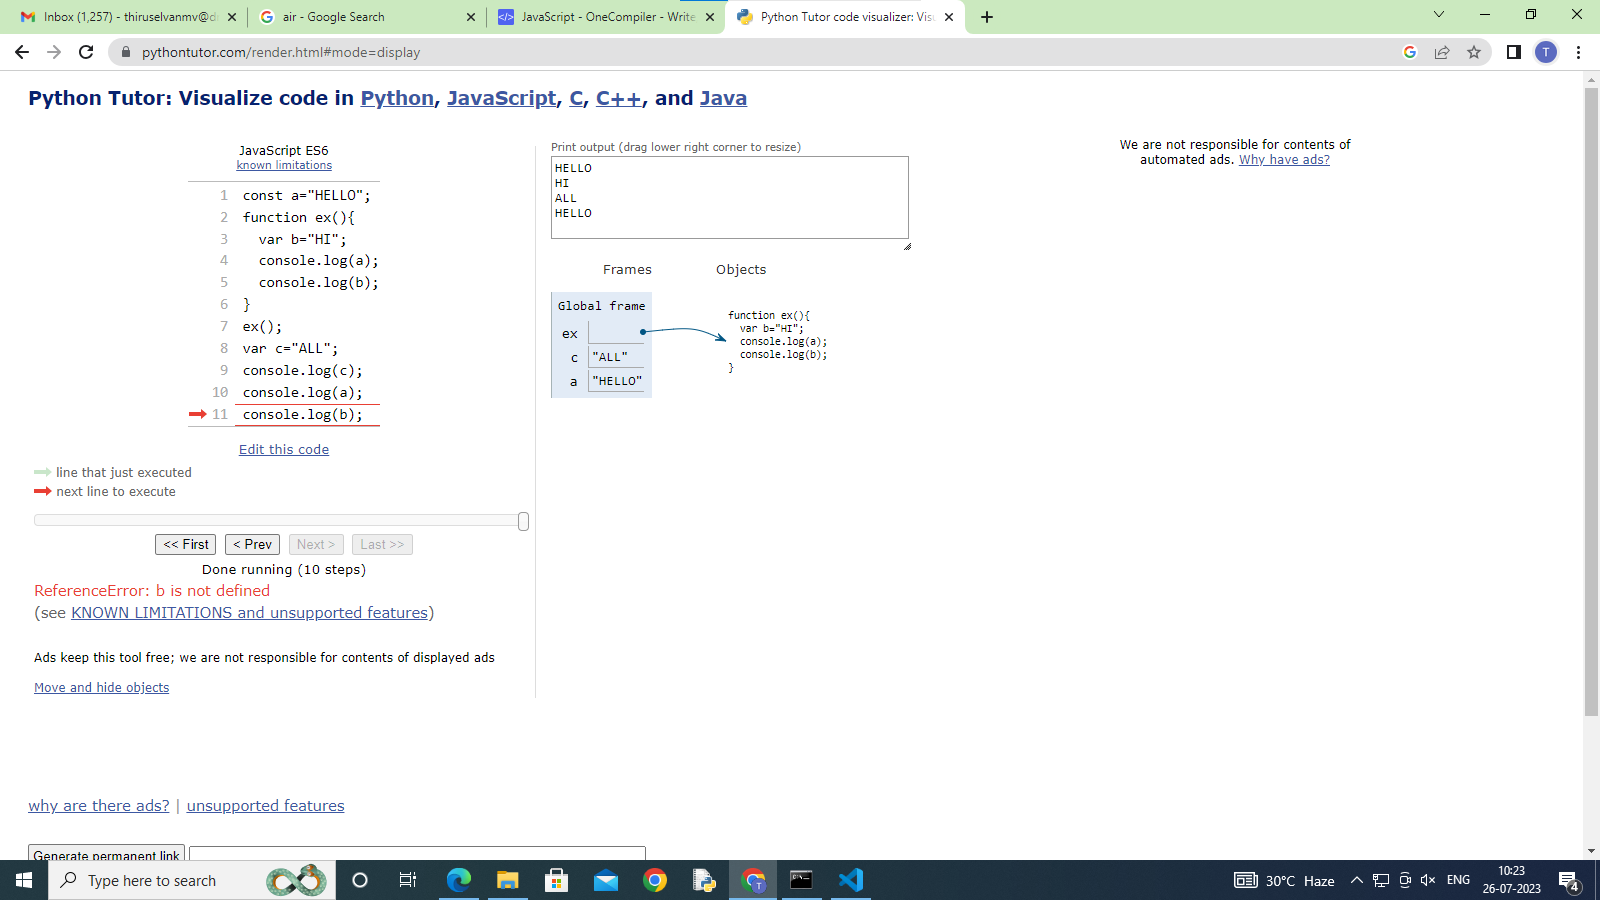 Inbox (1,257) - thiruselvanmv@d
air - Google Search
JavaScript - OneCompiler - Write
Python Tutor code visualizer: Visu
pythontutor.com/render.html#mode=display
T
Python Tutor: Visualize code in Python, JavaScript, C, C++, and Java
JavaScript ES6
known limitations
1 const a="HELLO";
2 function ex(){
3 var b="HI";
4 console.log(a);
5 console.log(b);
6 }
7 ex();
8 var c="ALL";
9 console.log(c);
10 console.log(a);
11 console.log(b);
Edit this code
line that just executed
next line to execute
<< First
< Prev
Next >
Last >>
Done running (10 steps)
ReferenceError: b is not defined
(see KNOWN LIMITATIONS and unsupported features)
Ads keep this tool free; we are not responsible for contents of displayed ads
Move and hide objects
Print output (drag lower right corner to resize)
HELLO
HI
ALL
HELLO
Frames
Objects
Global frame
ex
c "ALL"
a "HELLO"
function ex(){
var b="HI";
console.log(a);
console.log(b);
}
We are not responsible for contents of
automated ads. Why have ads?
why are there ads? | unsupported features
Generate permanent link
Type here to search
T
30°C Haze
ENG
10:23
26-07-2023
4